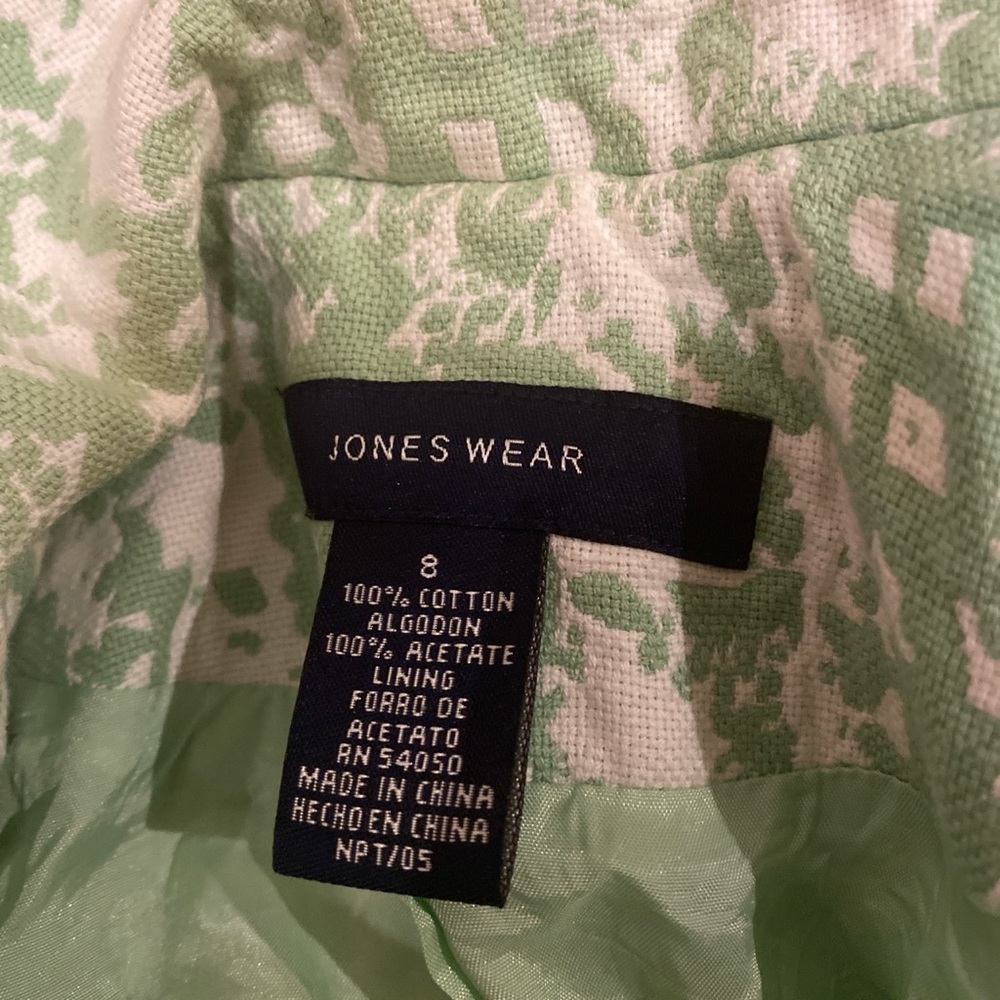 JONES WEAR
8
100% COTTON
ALGODON
100% ACETATE
LINING
FORRO DE
ACETATO
RN 54050
MADE IN CHINA
HECHO EN CHINA
NPT/05